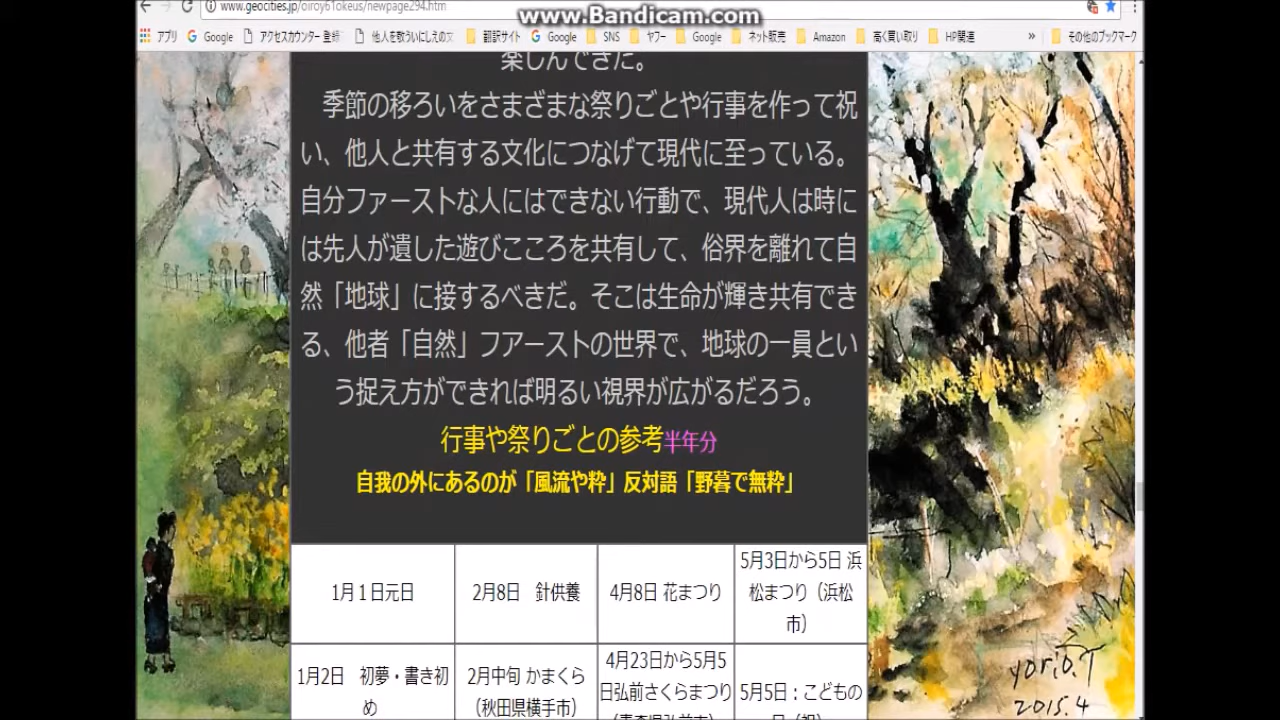 www.Bandicam.com
www.geocities.jp/oiroy61okeus/newpage294.htm
アプリ Google アクセスカウンター 登録 他人を敬ういにしえの文 翻訳サイト Google SNS ヤフー Google ネット販売 Amazon 高く買い取り HP関連 » その他のブックマーク
楽しんできた。
季節の移ろいをさまざまな祭りごとや行事を作って祝
い、他人と共有する文化につなげて現代に至っている。
自分ファーストな人にはできない行動で、現代人は時に
は先人が遺した遊びこころを共有して、俗界を離れて自
然「地球」に接するべきだ。そこは生命が輝き共有でき
る、他者「自然」フアーストの世界で、地球の一員とい
う捉え方ができれば明るい視界が広がるだろう。
行事や祭りごとの参考半年分
自我の外にあるのが「風流や粋」反対語「野暮で無粋」
1月１日元日
2月8日 針供養
4月8日 花まつり
5月3日から5日 浜
松まつり（浜松
市）
1月2日 初夢・書き初
め
2月中旬 かまくら
（秋田県横手市）
4月23日から5月5
日弘前さくらまつり
（青森県弘前市）
5月5日：こどもの
日（祝）
yorio.T
2015.4